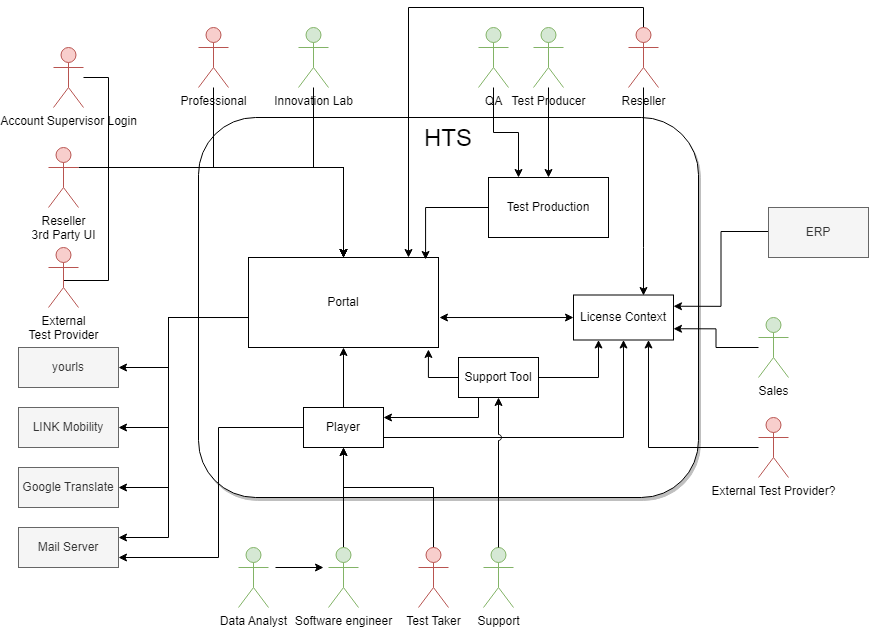 Professional
Innovation Lab
QA
Test Producer
Reseller
Account Supervisor Login
HTS
Reseller
3rd Party UI
Test Production
ERP
External
Test Provider
Portal
License Context
yourls
Support Tool
Sales
LINK Mobility
Player
Google Translate
External Test Provider?
Mail Server
Data Analyst
Software engineer
Test Taker
Support